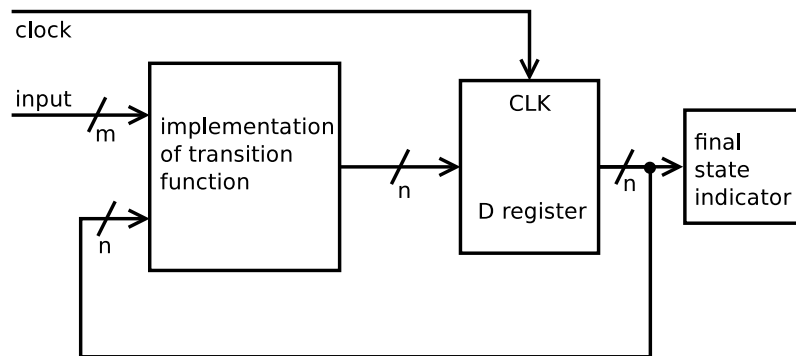 clock
input
m
n
implementation
of transition
function
n
CLK
D register
n
final
state
indicator